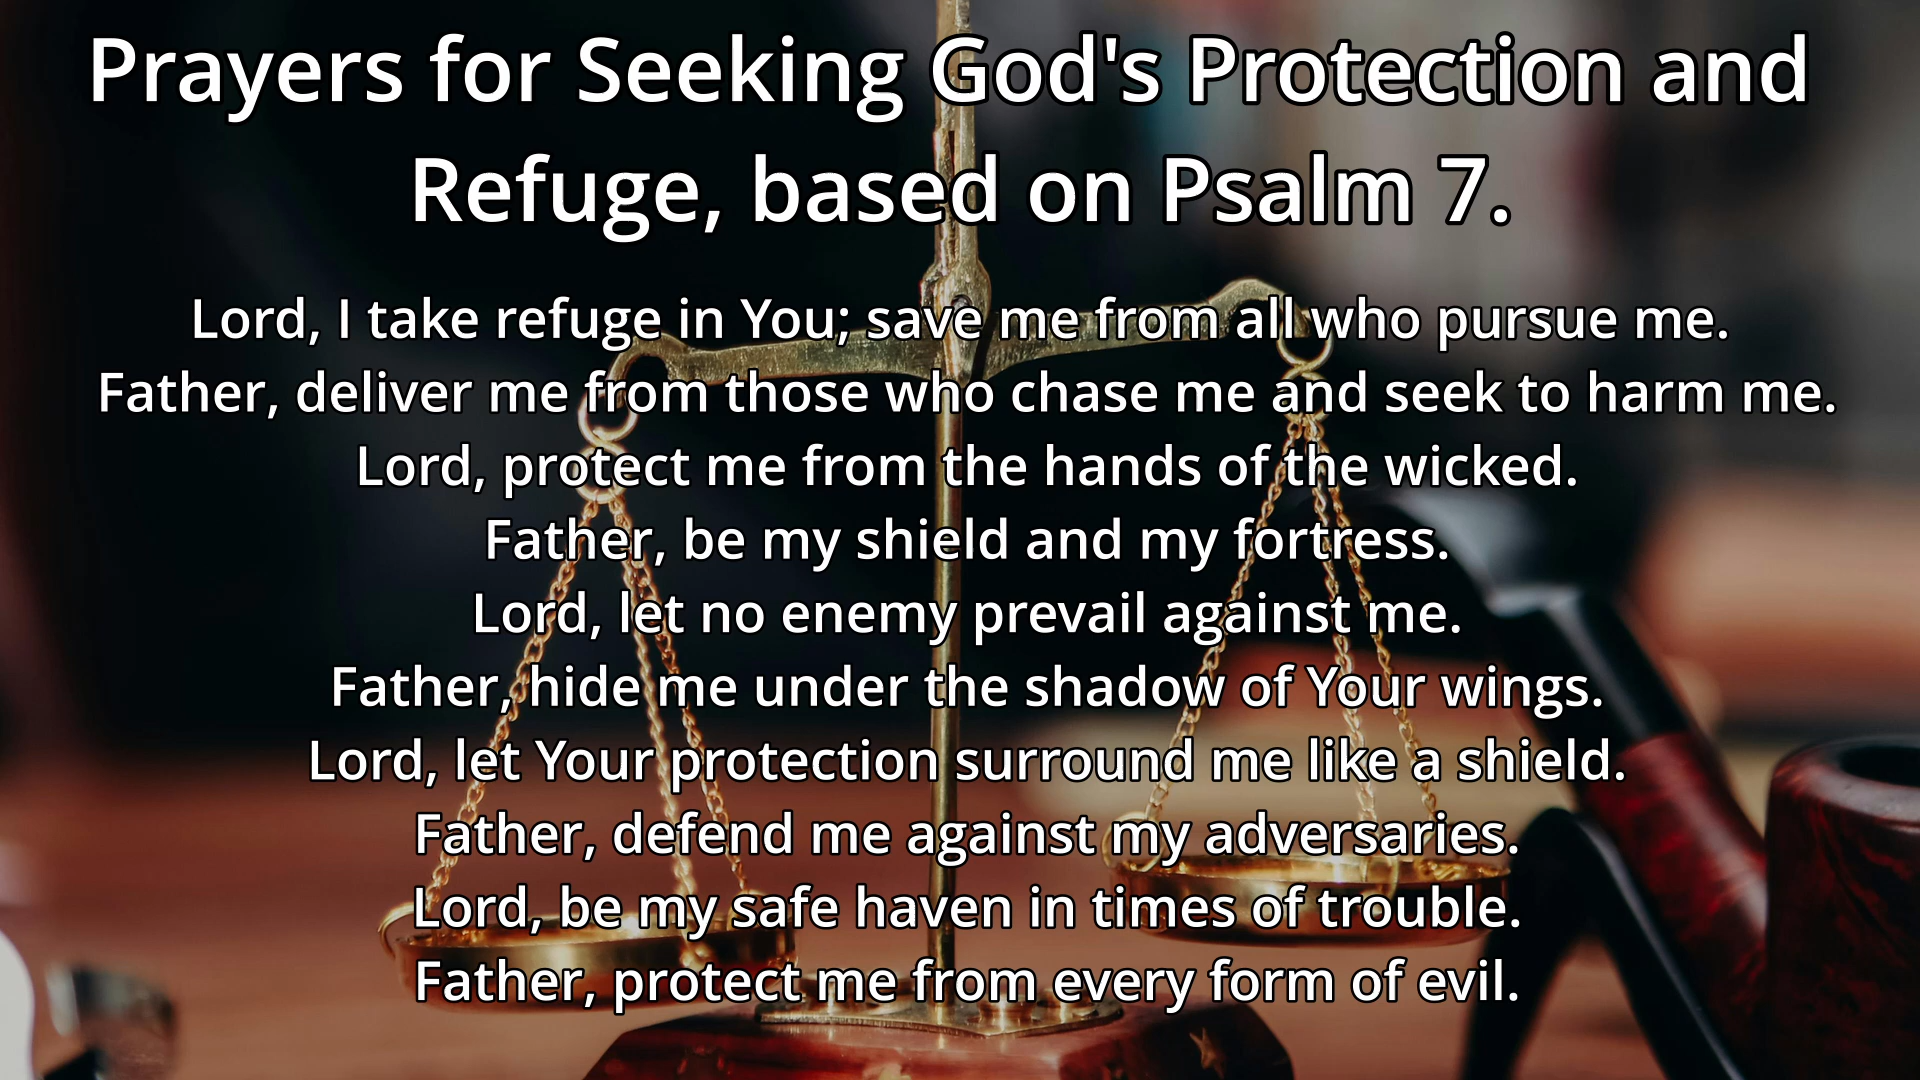 Prayers for Seeking God's Protection and
Refuge, based on Psalm 7.
Lord, I take refuge in You; save me from all who pursue me.
Father, deliver me from those who chase me and seek to harm me.
Lord, protect me from the hands of the wicked.
Father, be my shield and my fortress.
Lord, let no enemy prevail against me.
Father, hide me under the shadow of Your wings.
Lord, let Your protection surround me like a shield.
Father, defend me against my adversaries.
Lord, be my safe haven in times of trouble.
Father, protect me from every form of evil.